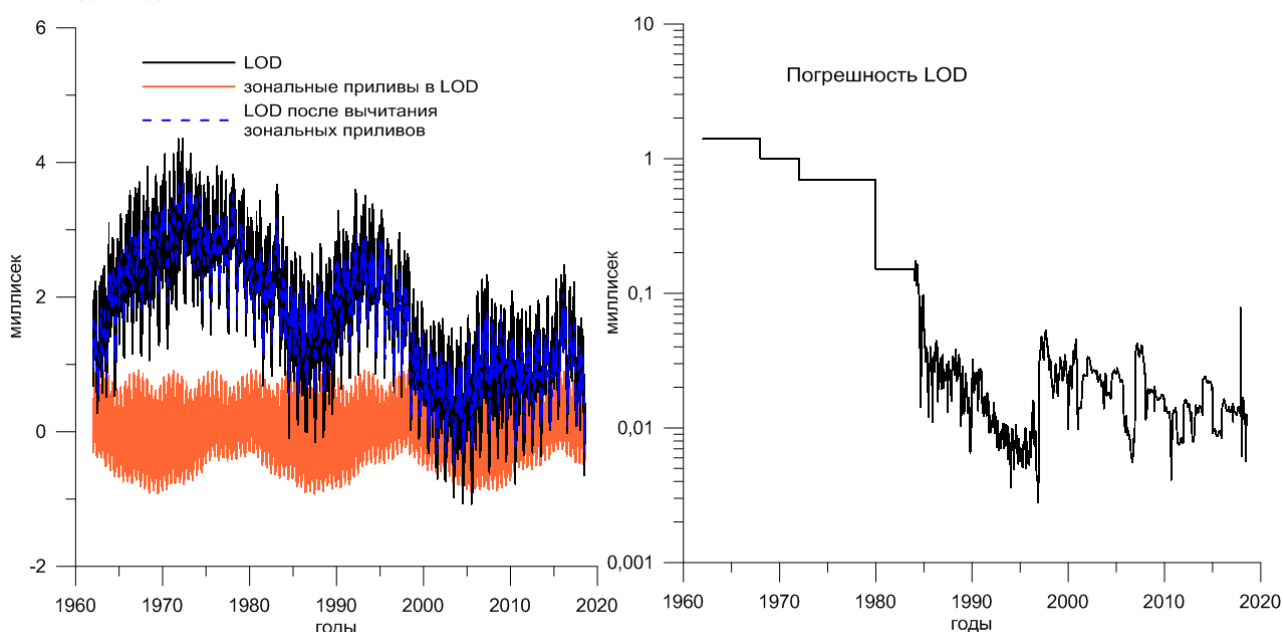 6
4
2
0
-2
миллисек
LOD
зональные приливы в LOD
LOD после вычитания
зональных приливов
1960 1970 1980 1990 2000 2010 2020
годы
10
1
0,1
0,01
0,001
миллисек
Погрешность LOD
1960 1970 1980 1990 2000 2010 2020
годы